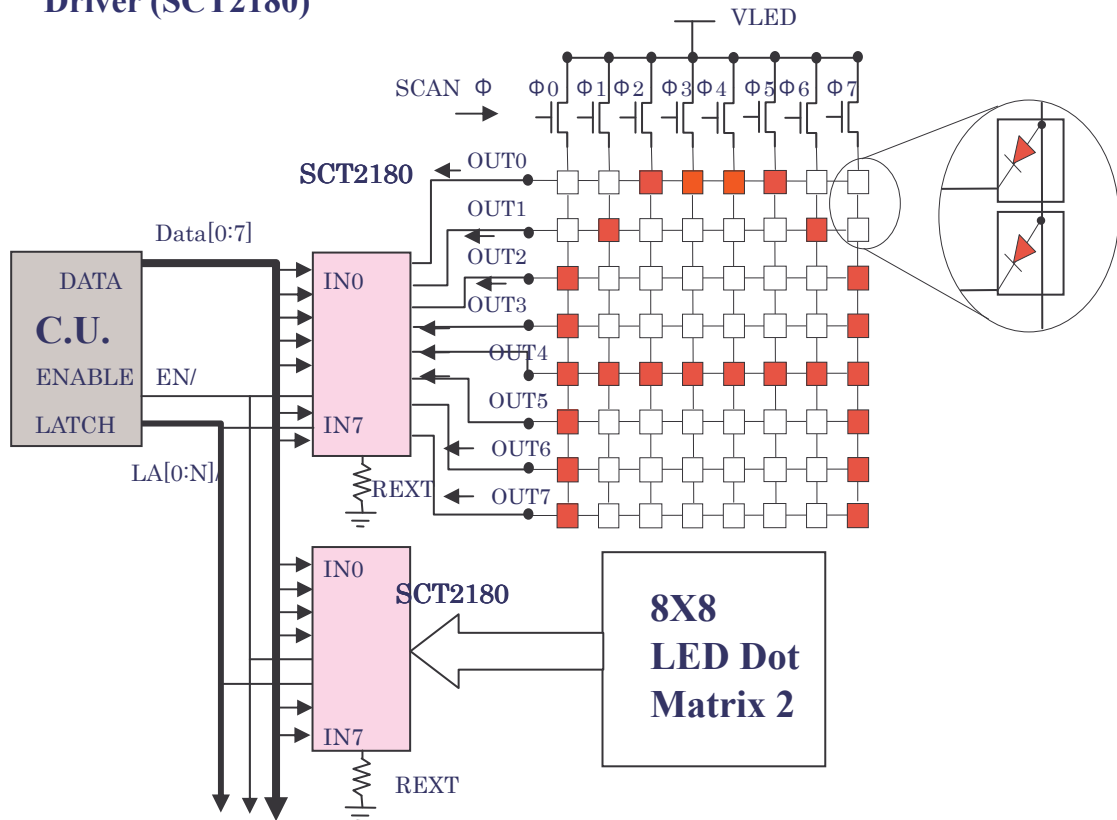 Driver (SCT2180)
VLED
SCAN Φ
Φ0 Φ1 Φ2 Φ3 Φ4 Φ5 Φ6 Φ7
SCT2180
OUT0
OUT1
OUT2
OUT3
OUT4
OUT5
OUT6
OUT7
Data[0:7]
DATA
C.U.
ENABLE
LATCH
EN/
LA[0:N]/
IN0
IN7
REXT
IN0
SCT2180
IN7
REXT
8X8
LED Dot
Matrix 2